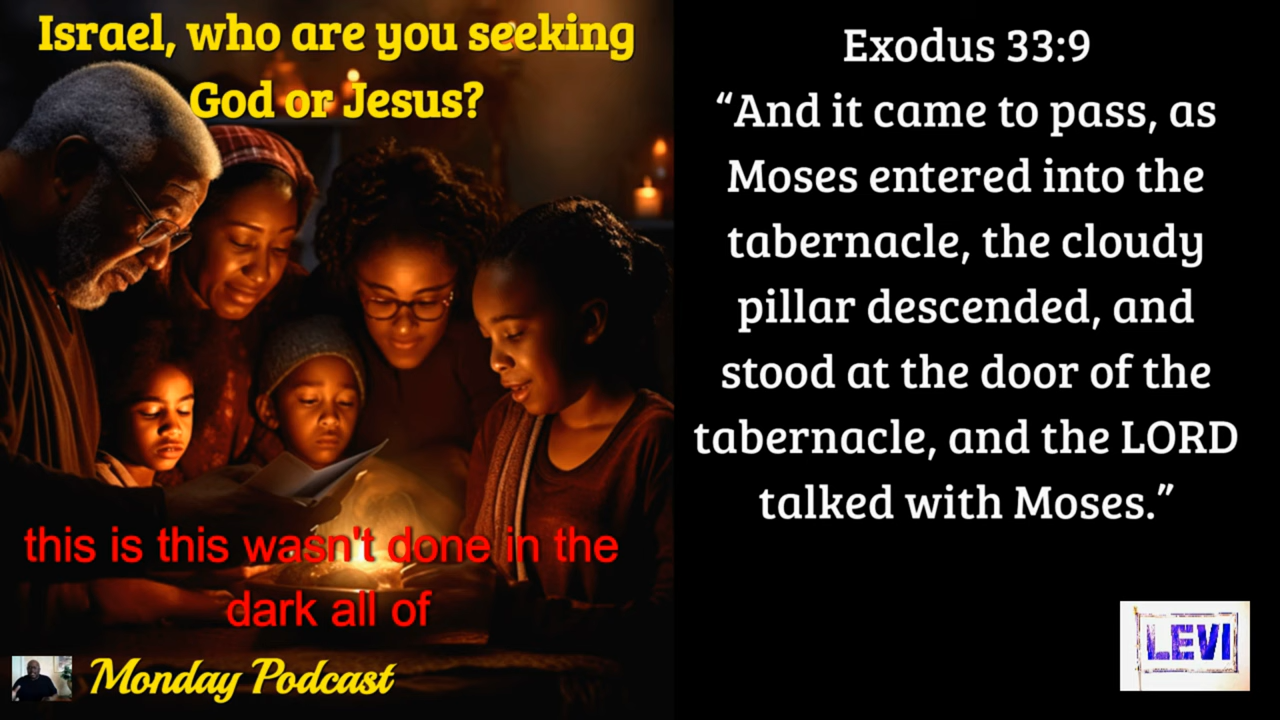 Israel, who are you seeking
God or Jesus?
this is this wasn't done in the
dark all of
Monday Podcast
Exodus 33:9
“And it came to pass, as
Moses entered into the
tabernacle, the cloudy
pillar descended, and
stood at the door of the
tabernacle, and the LORD
talked with Moses.”
LEVI